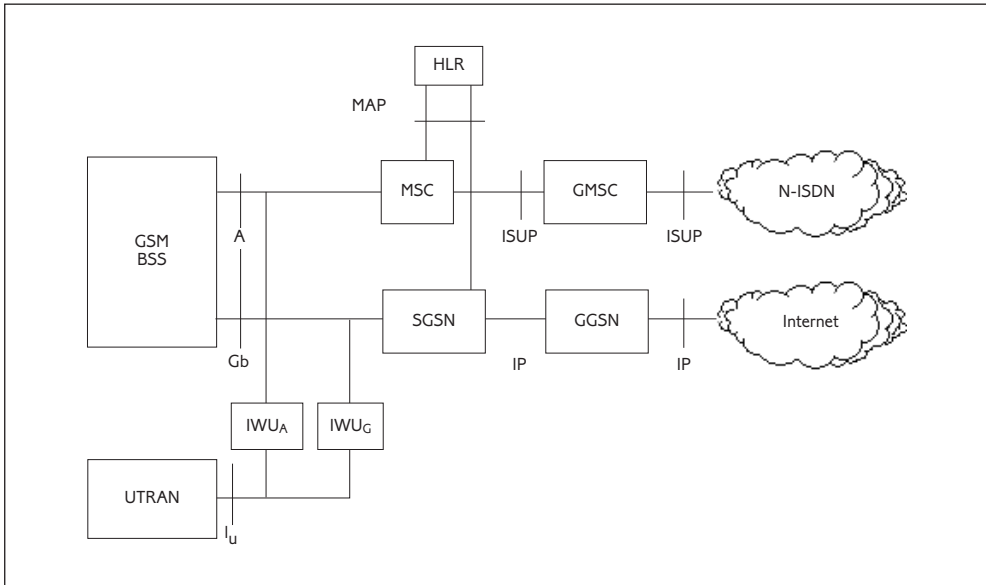 HLR
MAP
MSC
GMSC
N-ISDN
GSM
BSS
A
ISUP
ISUP
SGSN
GGSN
Internet
Gb
IP
IP
IWUA
IWUG
UTRAN
Iu